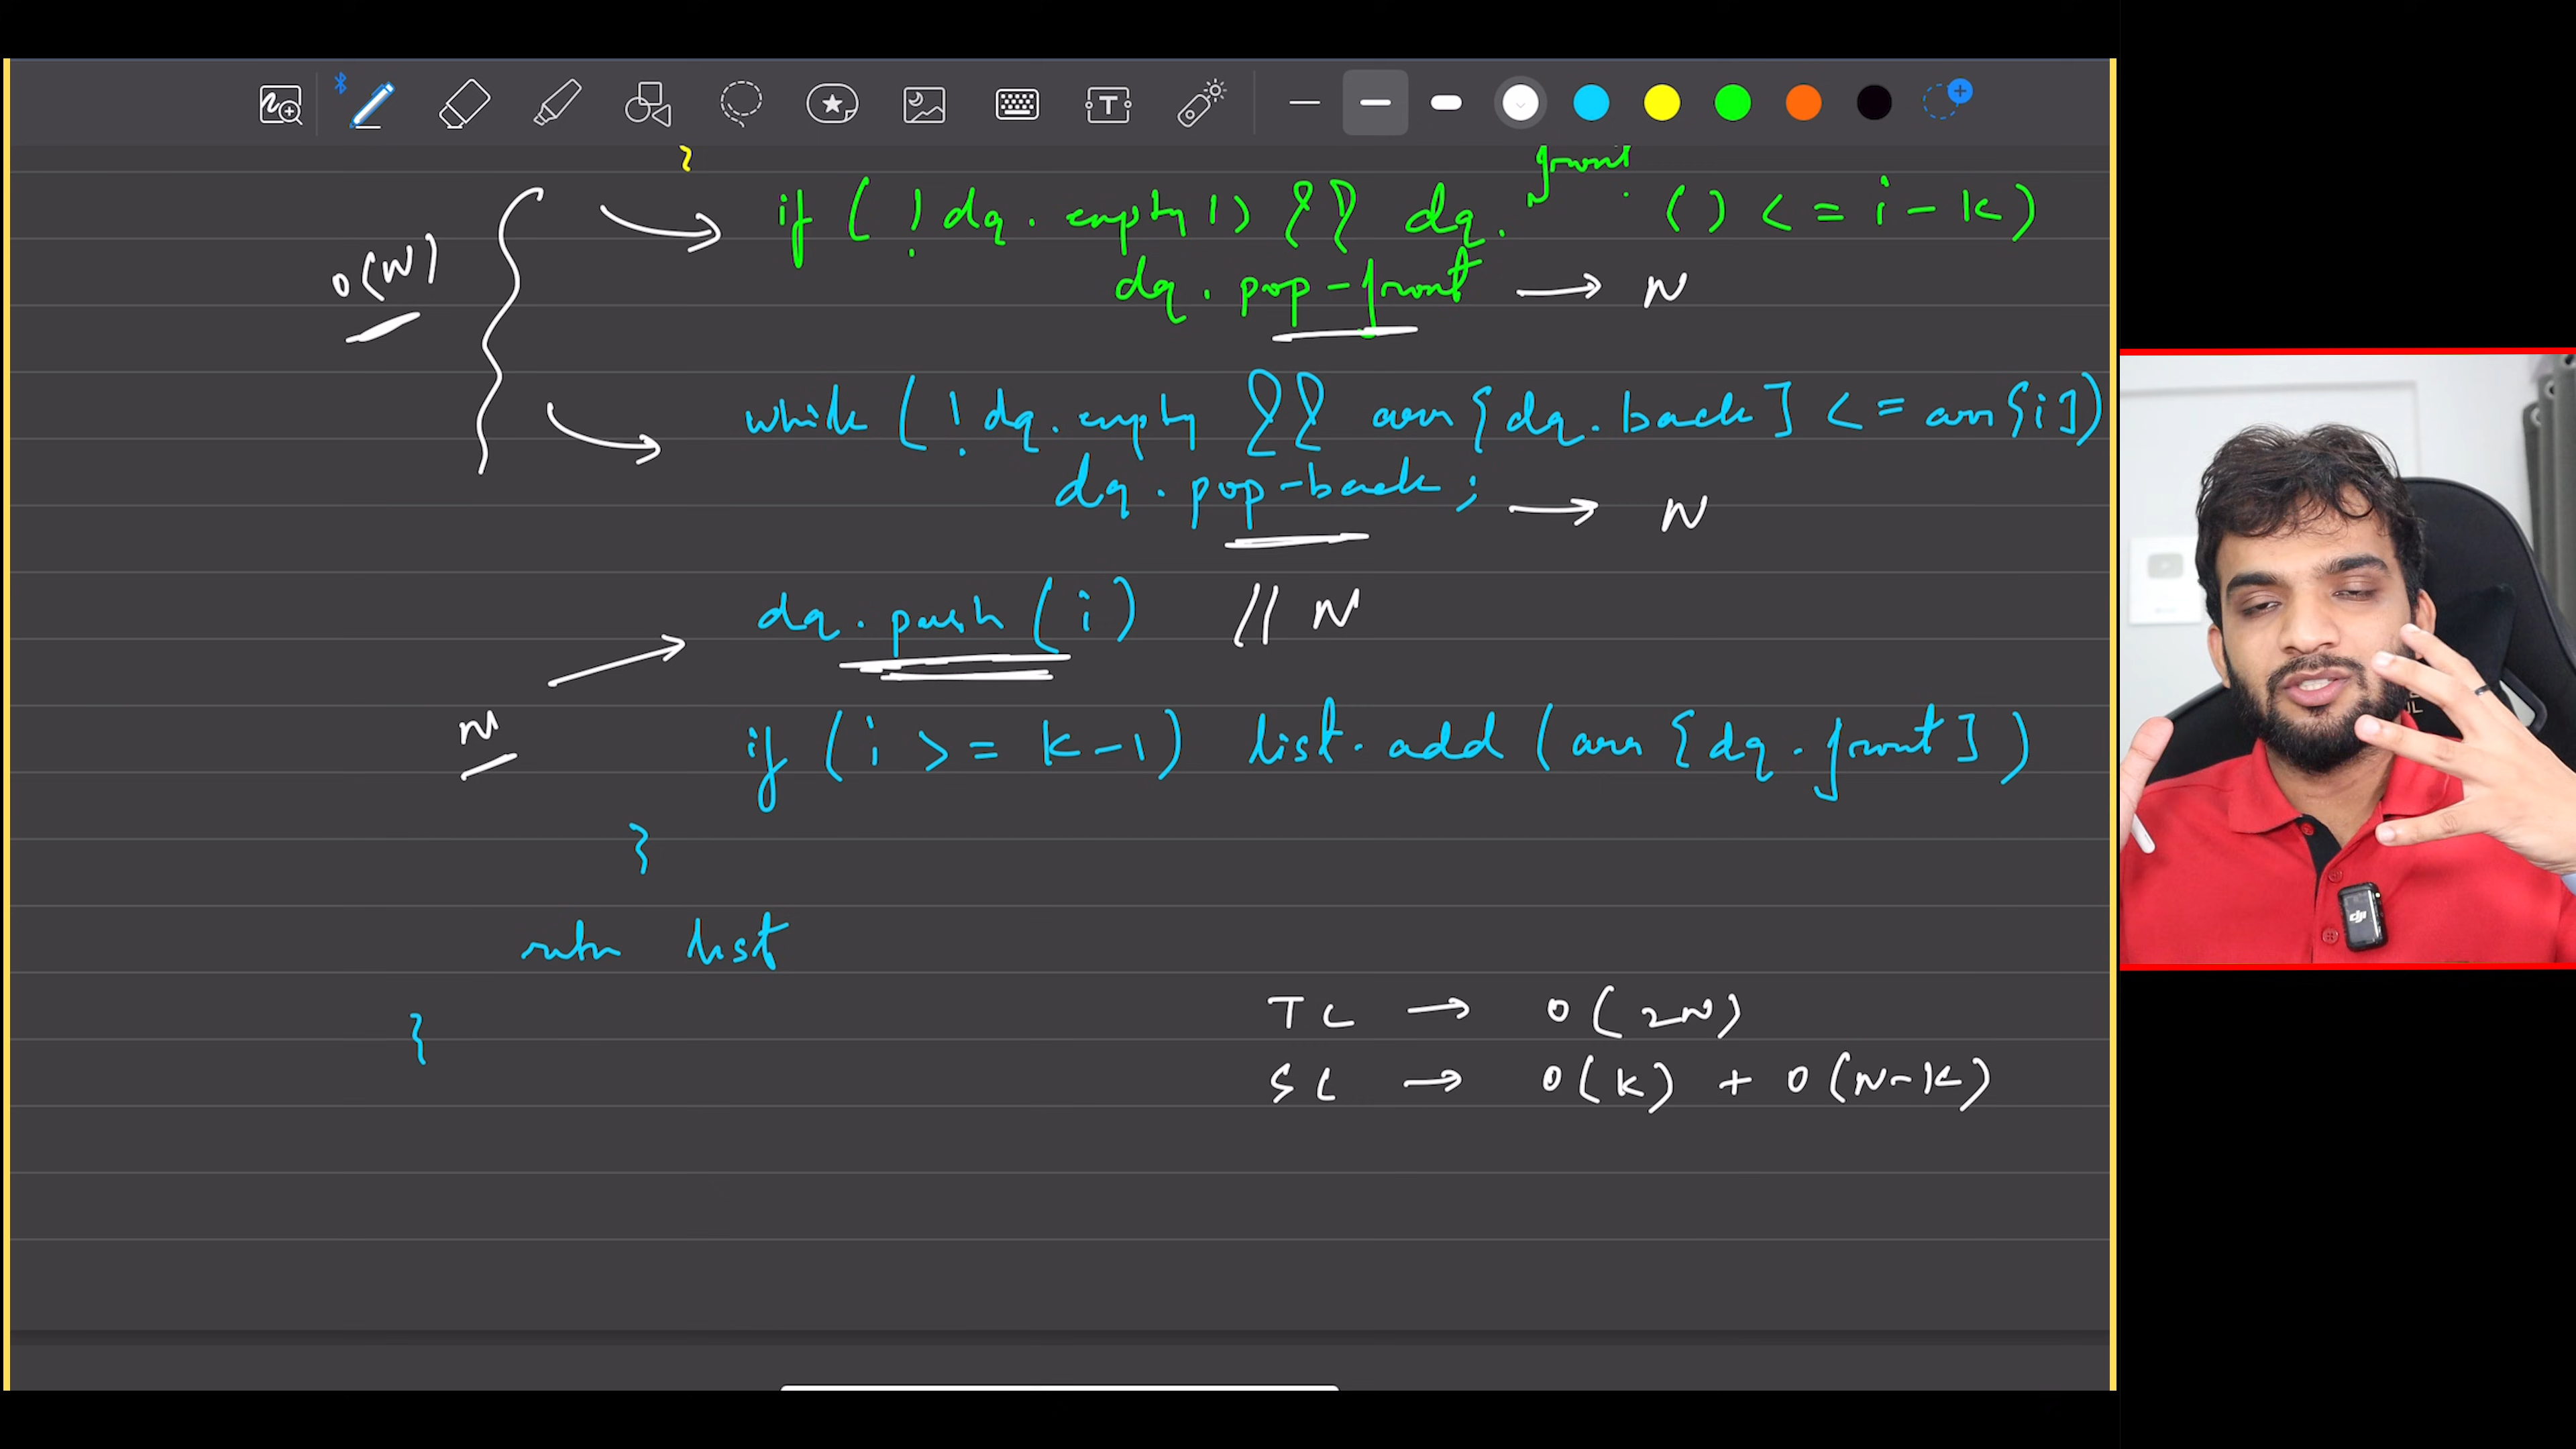 front
if ( ! dq . empty () && dq . () <= i - k )
O(N)
dq . pop-front → N
while ( ! dq . empty && arr [ dq . back ] <= arr [ i ] )
dq . pop-back ; → N
dq . push ( i ) // N
N
if ( i >= k - 1 ) list . add ( arr [ dq . front ] )
}
list
TC → O ( 2N )
}
SC → O ( K ) + O ( N - K )
dji